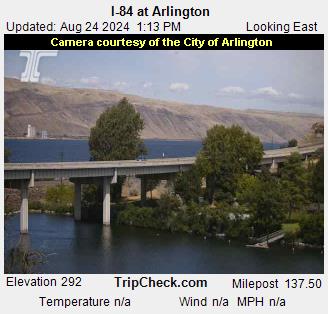 I-84 at Arlington
Updated: Aug 24 2024 1:13 PM Looking East
Camera courtesy of the City of Arlington
Elevation 292 TripCheck.com Milepost 137.50
Temperature n/a Wind n/a MPH n/a